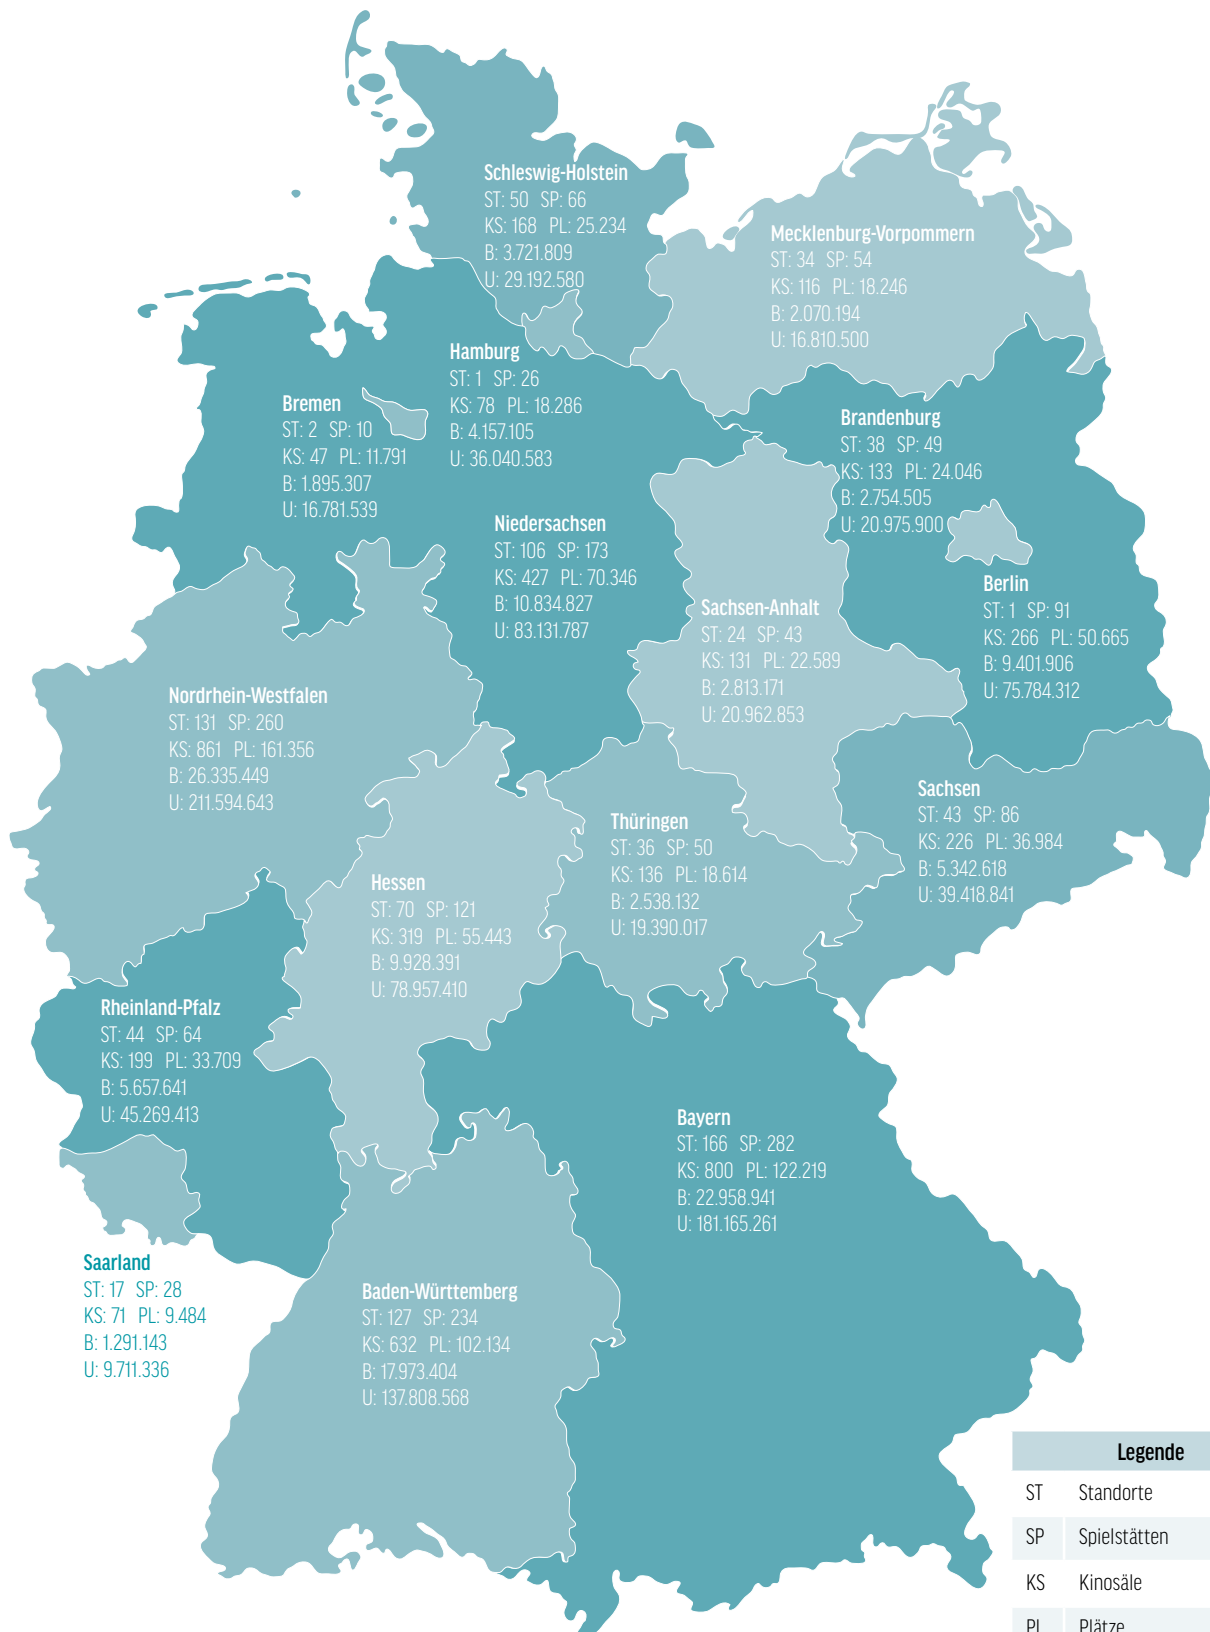 Schleswig-Holstein
ST: 50 SP: 66
KS: 168 PL: 25.234
B: 3.721.809
U: 29.192.580
Mecklenburg-Vorpommern
ST: 34 SP: 54
KS: 116 PL: 18.246
B: 2.070.194
U: 16.810.500
Hamburg
ST: 1 SP: 26
KS: 78 PL: 18.286
B: 4.157.105
U: 36.040.583
Bremen
ST: 2 SP: 10
KS: 47 PL: 11.791
B: 1.895.307
U: 16.781.539
Brandenburg
ST: 38 SP: 49
KS: 133 PL: 24.046
B: 2.754.505
U: 20.975.900
Niedersachsen
ST: 106 SP: 173
KS: 427 PL: 70.346
B: 10.834.827
U: 83.131.787
Berlin
ST: 1 SP: 91
KS: 266 PL: 50.665
B: 9.401.906
U: 75.784.312
Sachsen-Anhalt
ST: 24 SP: 43
KS: 131 PL: 22.589
B: 2.813.171
U: 20.962.853
Nordrhein-Westfalen
ST: 131 SP: 260
KS: 861 PL: 161.356
B: 26.335.449
U: 211.594.643
Sachsen
ST: 43 SP: 86
KS: 226 PL: 36.984
B: 5.342.618
U: 39.418.841
Thüringen
ST: 36 SP: 50
KS: 136 PL: 18.614
B: 2.538.132
U: 19.390.017
Hessen
ST: 70 SP: 121
KS: 319 PL: 55.443
B: 9.928.391
U: 78.957.410
Rheinland-Pfalz
ST: 44 SP: 64
KS: 199 PL: 33.709
B: 5.657.641
U: 45.269.413
Bayern
ST: 166 SP: 282
KS: 800 PL: 122.219
B: 22.958.941
U: 181.165.261
Saarland
ST: 17 SP: 28
KS: 71 PL: 9.484
B: 1.291.143
U: 9.711.336
Baden-Württemberg
ST: 127 SP: 234
KS: 632 PL: 102.134
B: 17.973.404
U: 137.808.568
Legende
ST Standorte
SP Spielstätten
KS Kinosäle
PL Plätze